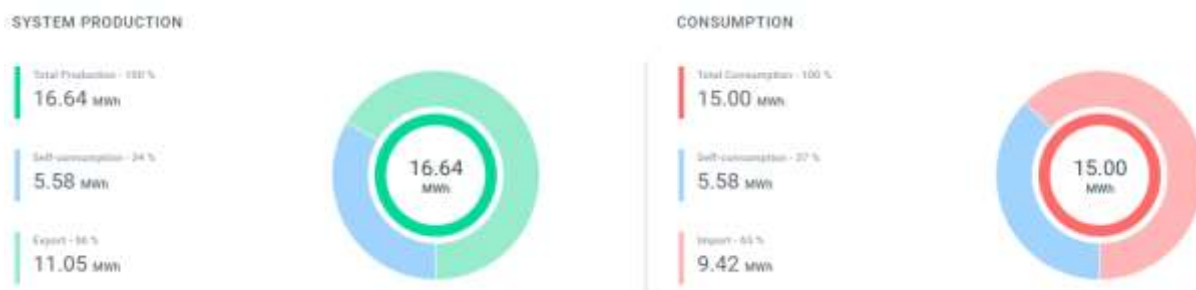 SYSTEM PRODUCTION
Total Production - 100 %
16.64 MWh
Self-consumption - 34 %
5.58 MWh
Export - 66 %
11.05 MWh
16.64
MWh
CONSUMPTION
Total Consumption - 100 %
15.00 MWh
Self-consumption - 37 %
5.58 MWh
Import - 63 %
9.42 MWh
15.00
MWh